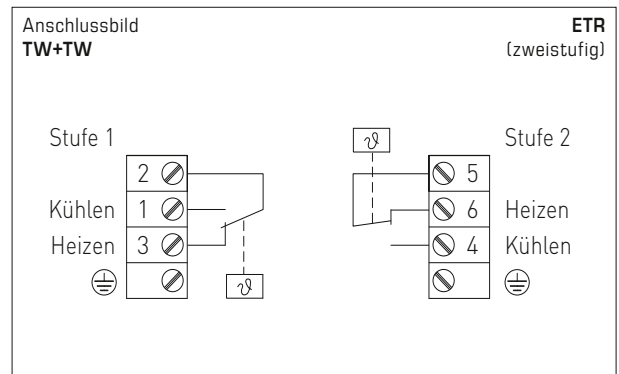 Anschlussbild
TW+TW
ETR
(zweistufig)
Stufe 1
2
Kühlen 1
Heizen 3
ϑ
ϑ
Stufe 2
5
6 Heizen
4 Kühlen